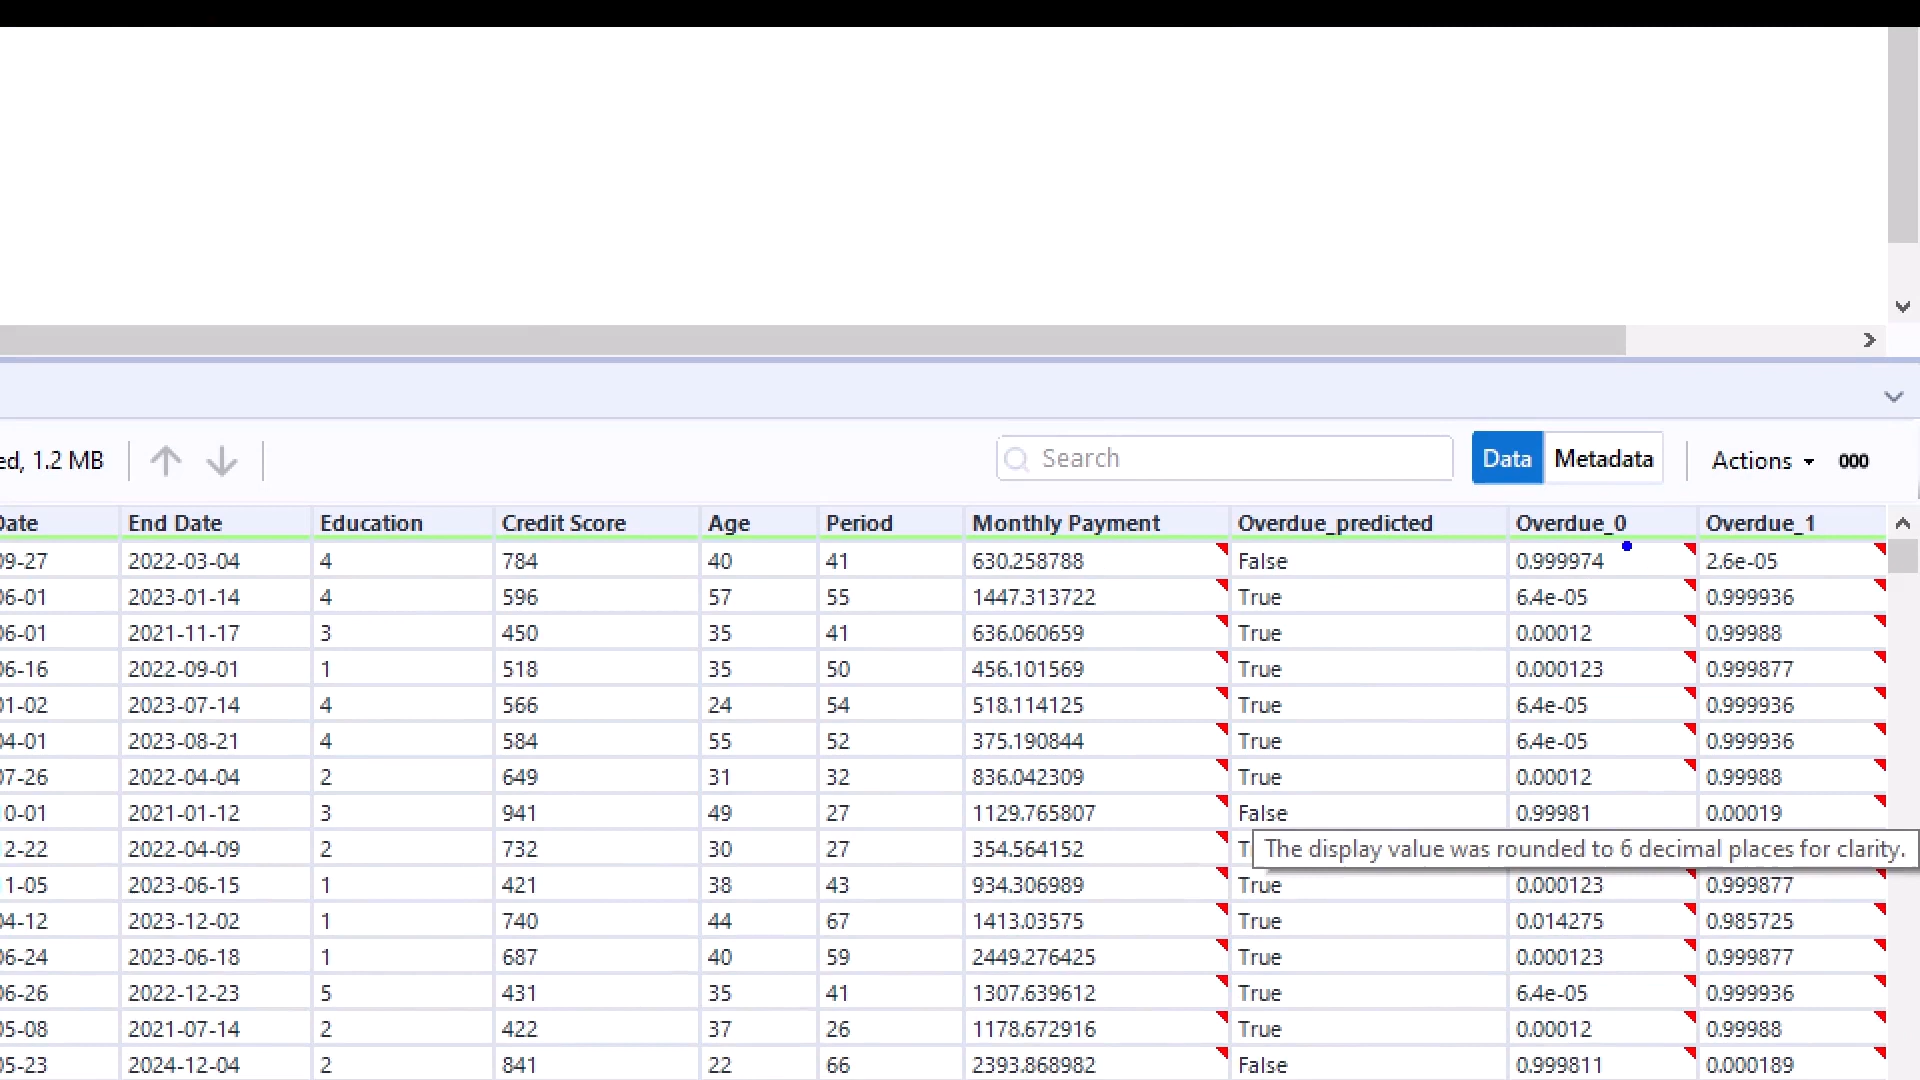 ed, 1.2 MB Search Data Metadata Actions 000
Date End Date Education Credit Score Age Period Monthly Payment Overdue_predicted Overdue_0 Overdue_1
09-27 2022-03-04 4 784 40 41 630.258788 False 0.999974 2.6e-05
06-01 2023-01-14 4 596 57 55 1447.313722 True 6.4e-05 0.999936
06-01 2021-11-17 3 450 35 41 636.060659 True 0.00012 0.99988
06-16 2022-09-01 1 518 35 50 456.101569 True 0.000123 0.999877
01-02 2023-07-14 4 566 24 54 518.114125 True 6.4e-05 0.999936
04-01 2023-08-21 4 584 55 52 375.190844 True 6.4e-05 0.999936
07-26 2022-04-04 2 649 31 32 836.042309 True 0.00012 0.99988
10-01 2021-01-12 3 941 49 27 1129.765807 False 0.99981 0.00019
12-22 2022-04-09 2 732 30 27 354.564152 T The display value was rounded to 6 decimal places for clarity.
11-05 2023-06-15 1 421 38 43 934.306989 True 0.000123 0.999877
04-12 2023-12-02 1 740 44 67 1413.03575 True 0.014275 0.985725
06-24 2023-06-18 1 687 40 59 2449.276425 True 0.000123 0.999877
06-26 2022-12-23 5 431 35 41 1307.639612 True 6.4e-05 0.999936
05-08 2021-07-14 2 422 37 26 1178.672916 True 0.00012 0.99988
05-23 2024-12-04 2 841 22 66 2393.868982 False 0.999811 0.000189